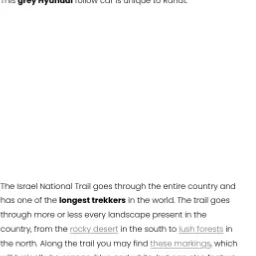 This grey Hyundai follow car is unique to Rahat.
The Israel National Trail goes through the entire country and
has one of the longest trekkers in the world. The trail goes
through more or less every landscape present in the
country, from the rocky desert in the south to lush forests in
the north. Along the trail you may find these markings, which